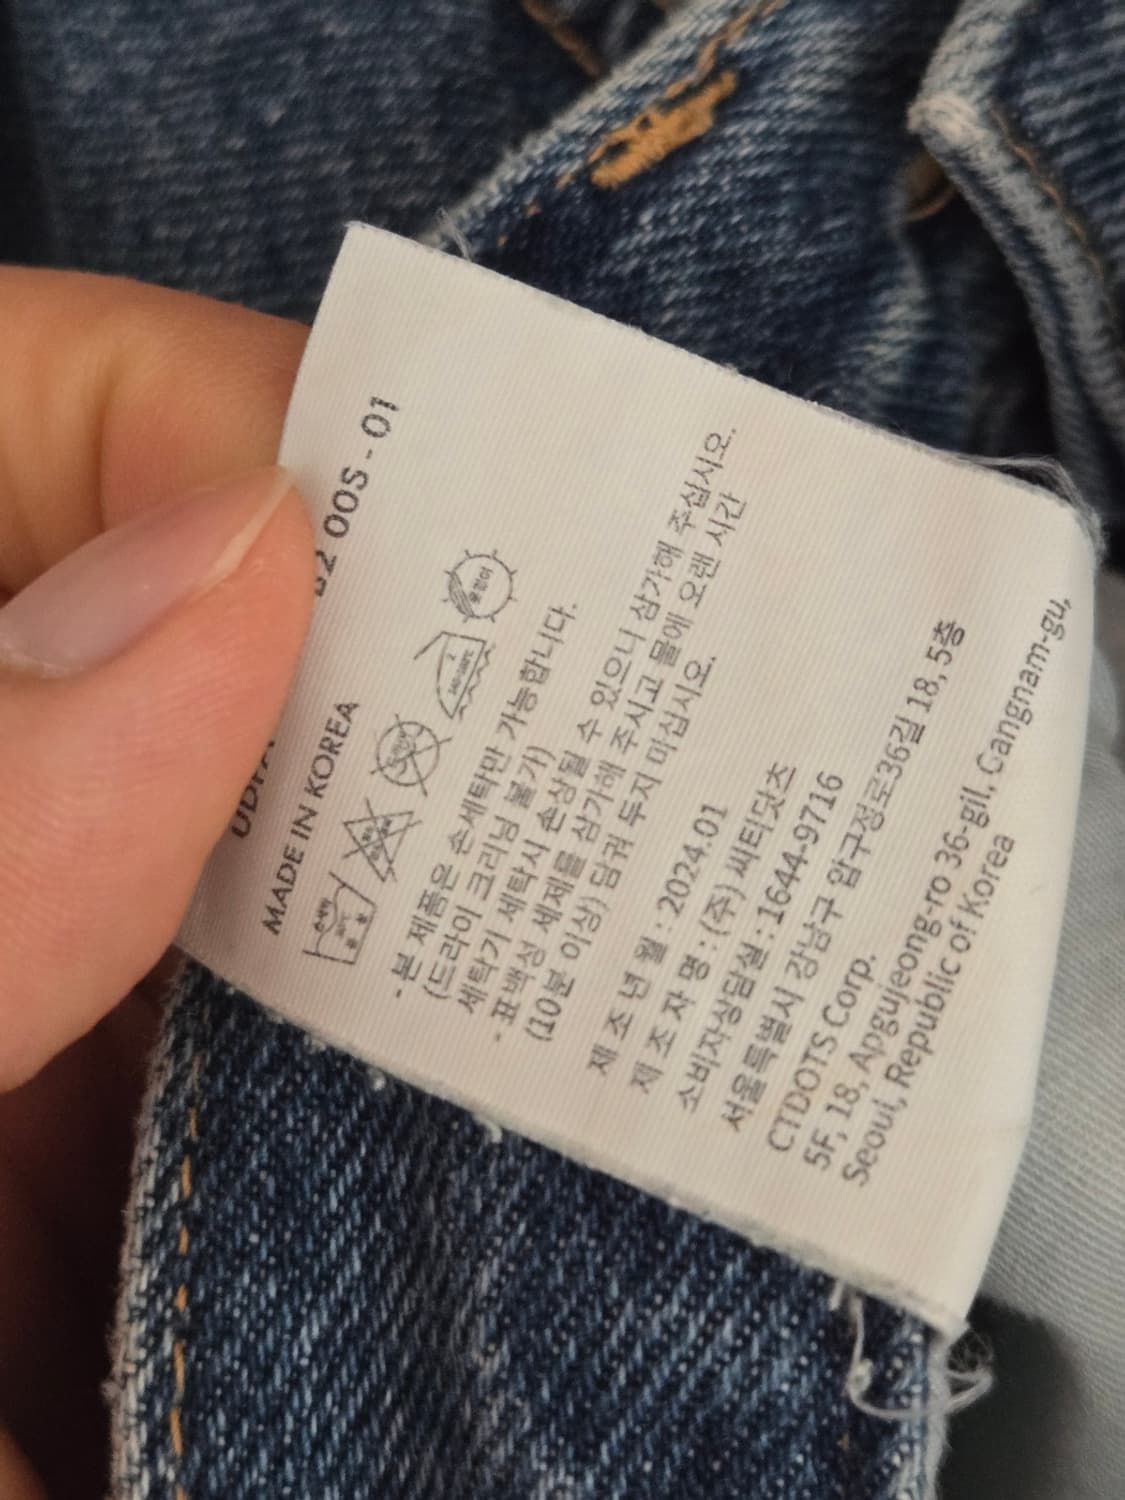 00S - 01
MADE IN KOREA
- 본 제품은 손세탁만 가능합니다.
(드라이 크리닝 불가)
세탁기 세탁시 손상될 수 있으니 삼가해 주십시오.
- 표백성 세제를 삼가해 주시고 물에 오랜 시간
(10분 이상) 담궈 두지 마십시오.
제 조 년 월 : 2024.01
제 조 자 명 : (주) 씨티닷츠
소비자상담실 : 1644-9716
서울특별시 강남구 압구정로36길 18, 5층
CTDOTS Corp.
5F, 18, Apgujeong-ro 36-gil, Gangnam-gu,
Seoul, Republic of Korea